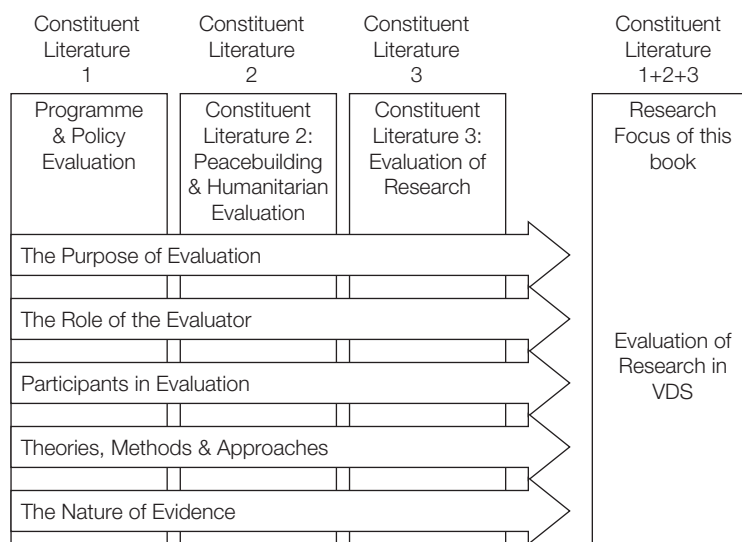 Constituent
Literature
1
Constituent
Literature
2
Constituent
Literature
3
Constituent
Literature
1+2+3
Programme
& Policy
Evaluation
Constituent
Literature 2:
Peacebuilding
& Humanitarian
Evaluation
Constituent
Literature 3:
Evaluation of
Research
Research
Focus of this
book
The Purpose of Evaluation
The Role of the Evaluator
Participants in Evaluation
Theories, Methods & Approaches
The Nature of Evidence
Evaluation of
Research in
VDS